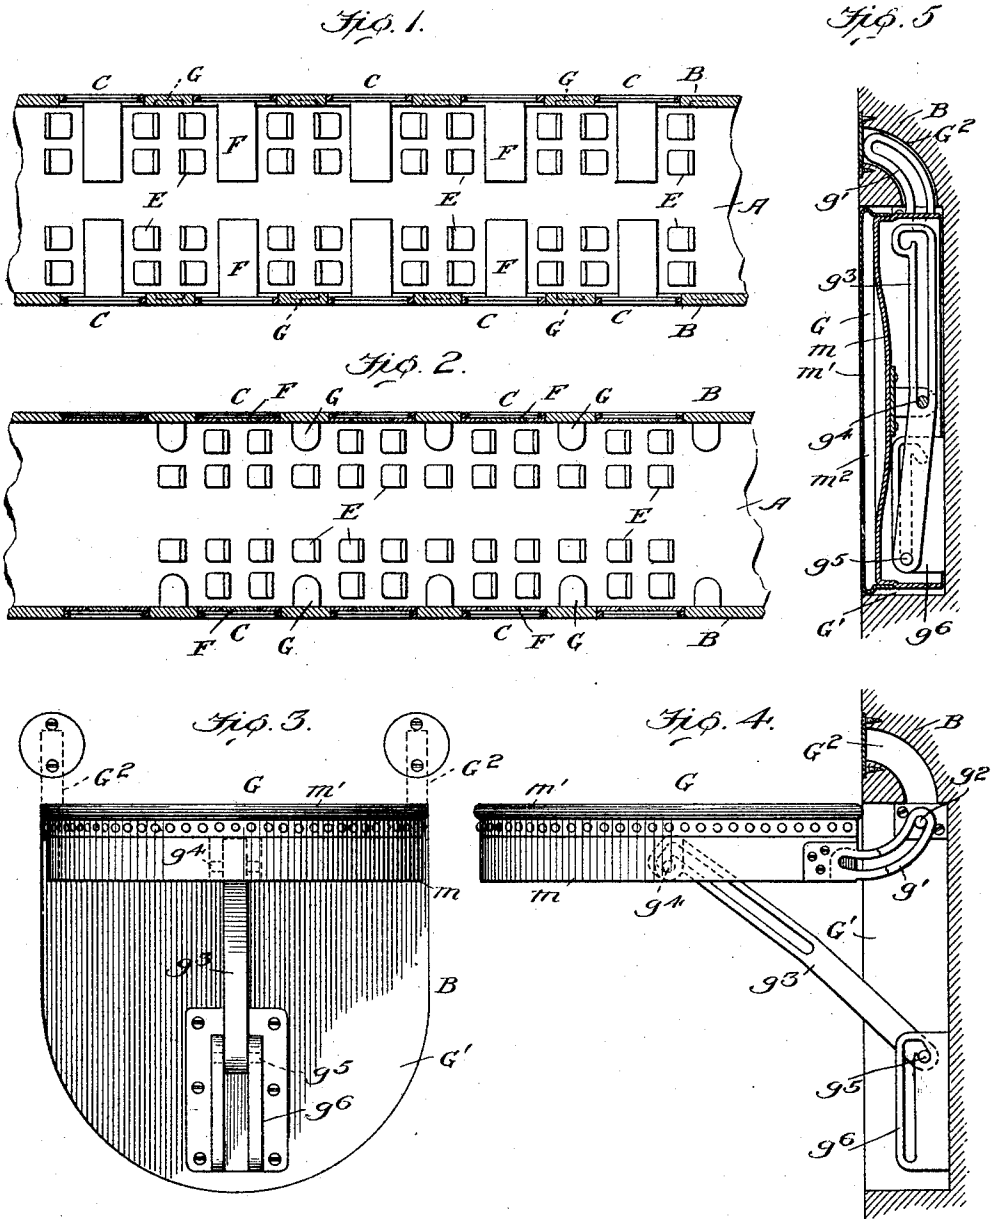 Fig. 1.
C G C G C B
F F
E E E A
F F
C G C G C B
Fig. 2.
C F G C F G B
E E A
F C G C F G B
Fig. 5
B
G2
g'
g3
G
m
m'
g4
m2
g5
G' g6
Fig. 3.
G2 G2
G
m'
g4
m
g3
B
g5
G'
g6
Fig. 4.
B
G2
G g2
m'
m g4 g'
G'
g3
g5
g6